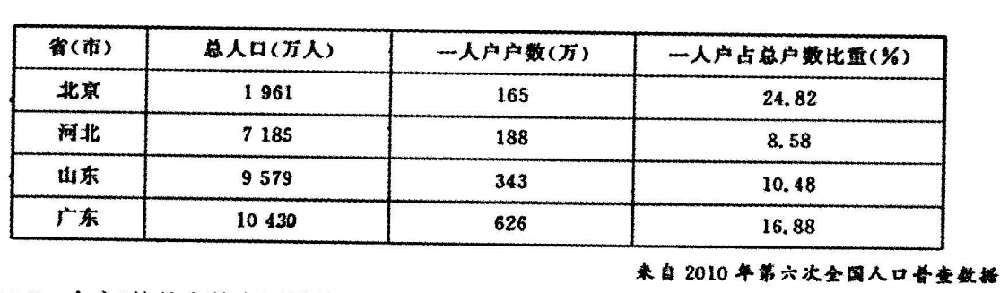 省(市) 总人口(万人) 一人户户数(万) 一人户占总户数比重(%)
北京 1 961 165 24.82
河北 7 185 188 8.58
山东 9 579 343 10.48
广东 10 430 626 16.88
来自 2010 年第六次全国人口普查数据